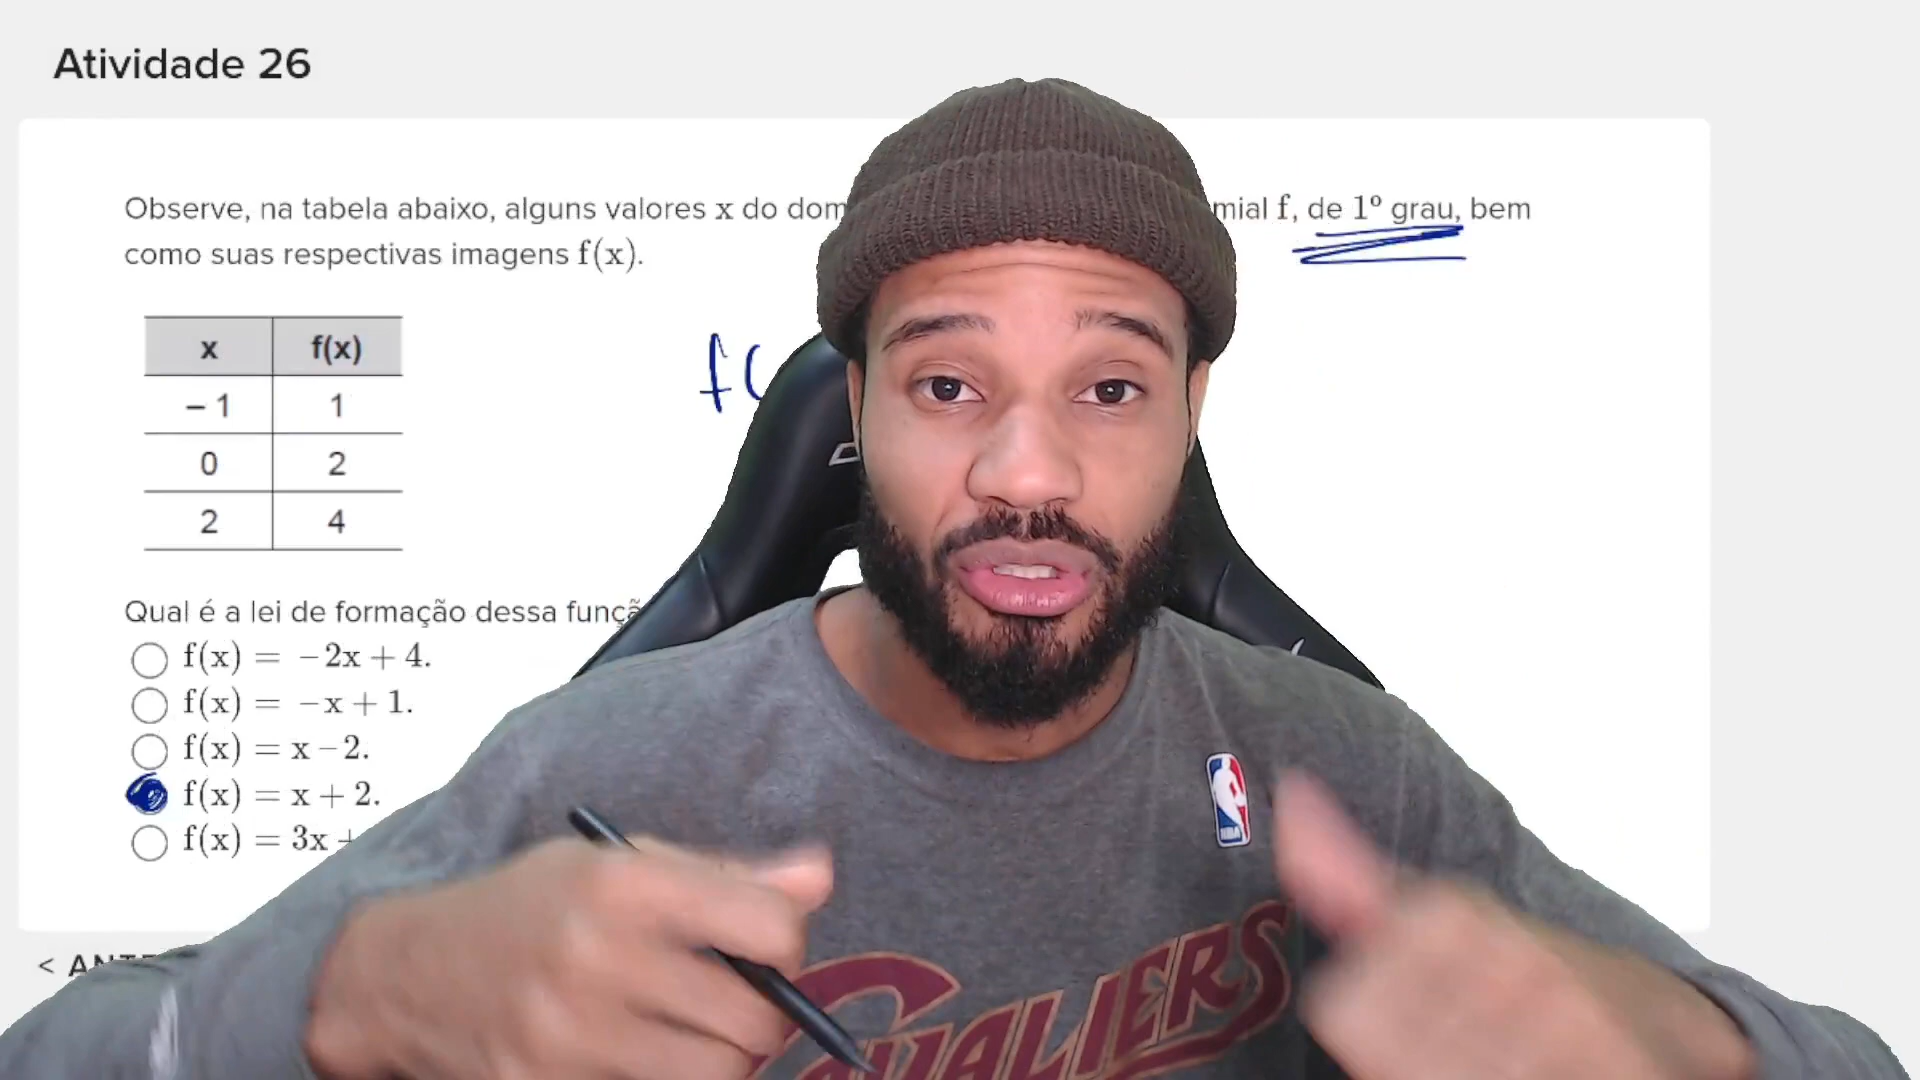 Atividade 26
Observe, na tabela abaixo, alguns valores x do dom mial f, de 1º grau, bem
como suas respectivas imagens f(x).
x f(x)
– 1 1
0 2
2 4
f(
Qual é a lei de formação dessa funçã
f(x) = −2x + 4.
f(x) = −x + 1.
f(x) = x − 2.
f(x) = x + 2.
f(x) = 3x +
< ANTE
NBA
CAVALIERS